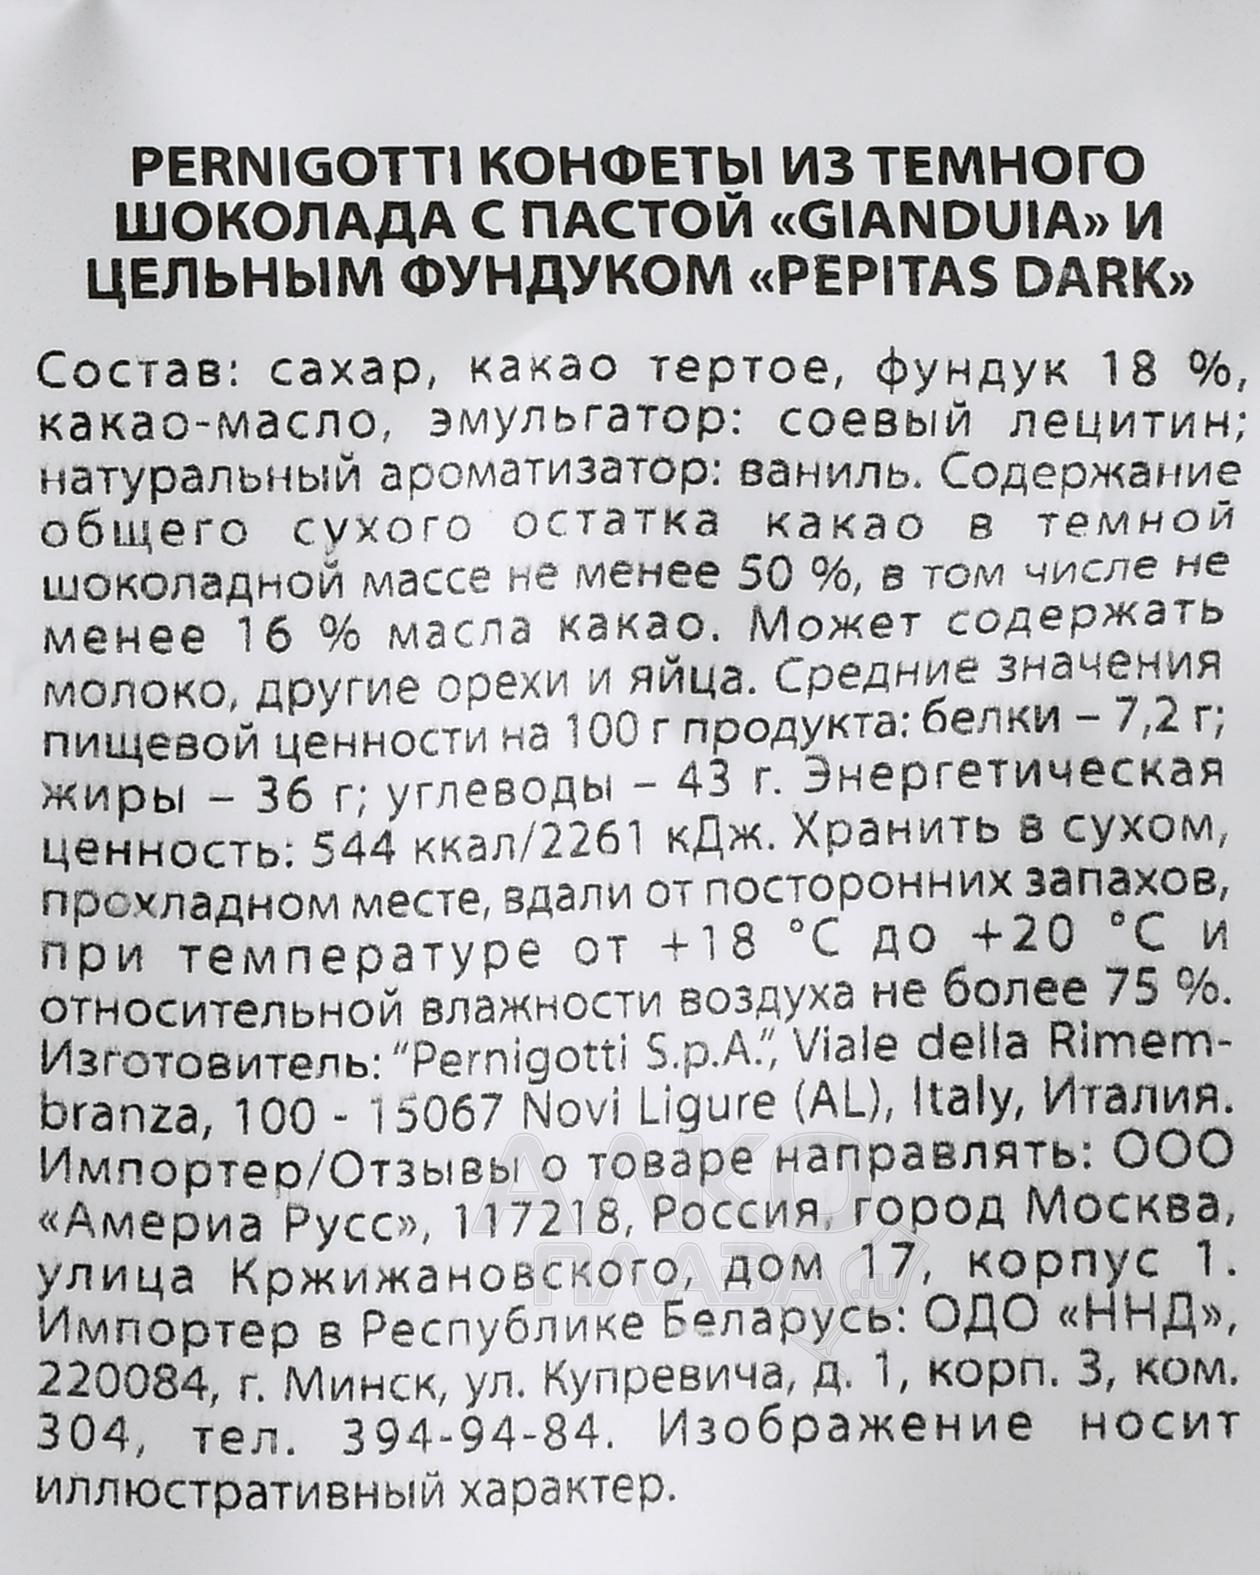 PERNIGOTTI КОНФЕТЫ ИЗ ТЕМНОГО
ШОКОЛАДА С ПАСТОЙ «GIANDUIA» И
ЦЕЛЬНЫМ ФУНДУКОМ «PEPITAS DARK»
Состав: сахар, какао тертое, фундук 18 %,
какао-масло, эмульгатор: соевый лецитин;
натуральный ароматизатор: ваниль. Содержание
общего сухого остатка какао в темной
шоколадной массе не менее 50 %, в том числе не
менее 16 % масла какао. Может содержать
молоко, другие орехи и яйца. Средние значения
пищевой ценности на 100 г продукта: белки – 7,2 г;
жиры – 36 г; углеводы – 43 г. Энергетическая
ценность: 544 ккал/2261 кДж. Хранить в сухом,
прохладном месте, вдали от посторонних запахов,
при температуре от +18 °С до +20 °С и
относительной влажности воздуха не более 75 %.
Изготовитель: “Pernigotti S.p.A.”, Viale della Rimem-
branza, 100 - 15067 Novi Ligure (AL), Italy, Италия.
Импортер/Отзывы о товаре направлять: ООО
«Америа Русс», 117218, Россия, город Москва,
улица Кржижановского, дом 17, корпус 1.
Импортер в Республике Беларусь: ОДО «ННД»,
220084, г. Минск, ул. Купревича, д. 1, корп. 3, ком.
304, тел. 394-94-84. Изображение носит
иллюстративный характер.
АЛКО
ПЛАЗА
.ru